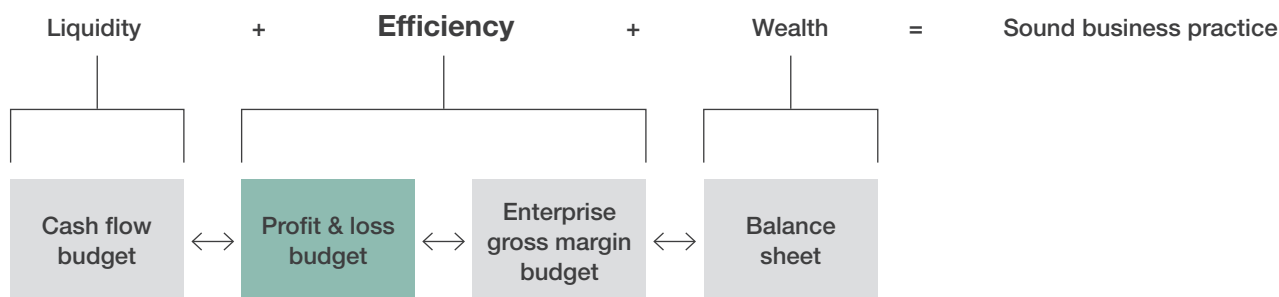 Liquidity + Efficiency + Wealth = Sound business practice
Cash flow
budget
Profit & loss
budget
Enterprise
gross margin
budget
Balance
sheet